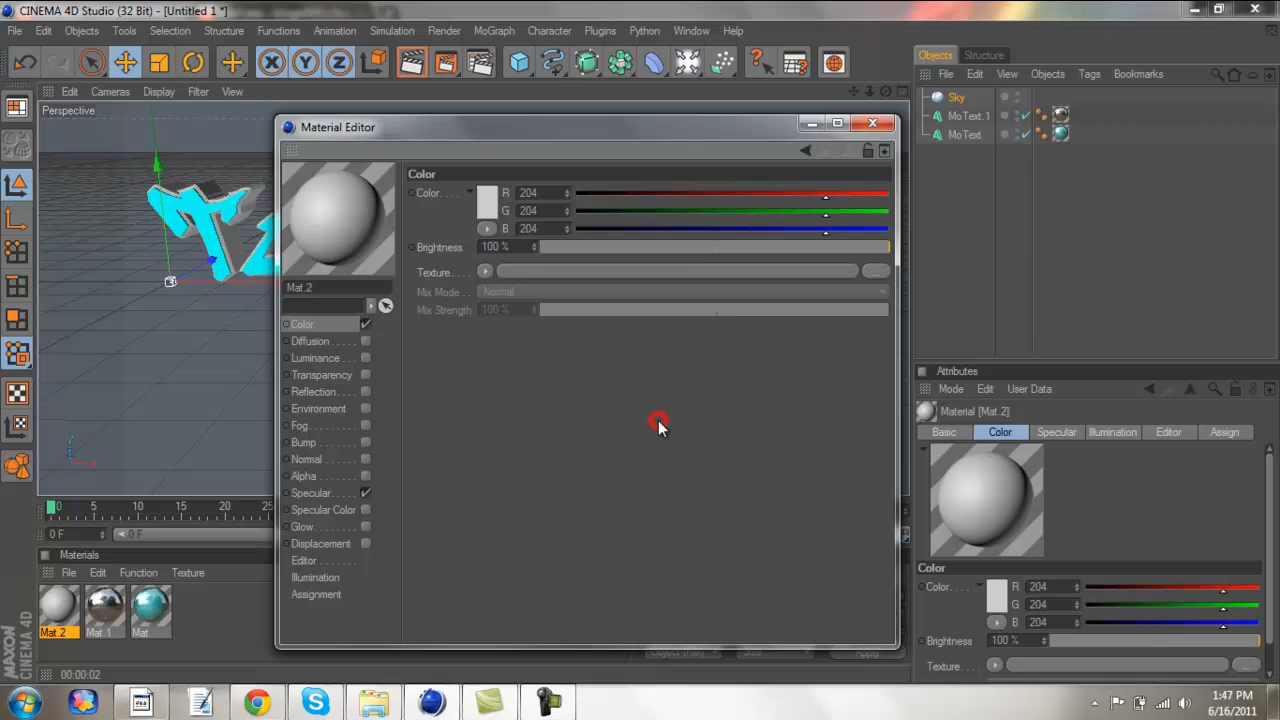 CINEMA 4D Studio (32 Bit) - [Untitled 1 *]
File Edit Objects Tools Selection Structure Functions Animation Simulation Render MoGraph Character Plugins Python Window Help
Edit Cameras Display Filter View
Perspective
Objects Structure
File Edit View Objects Tags Bookmarks
Sky
MoText.1
MoText
Material Editor
Color
Color R 204
G 204
B 204
Brightness 100 %
Texture ...
Mix Mode Normal
Mix Strength 100 %
Mat.2
Color
Diffusion
Luminance
Transparency
Reflection
Environment
Fog
Bump
Normal
Alpha
Specular
Specular Color
Glow
Displacement
Editor
Illumination
Assignment
Attributes
Mode Edit User Data
Material [Mat.2]
Basic Color Specular Illumination Editor Assign
Color
Color R 204
G 204
B 204
Brightness 100 %
Texture ...
Y
X
0 5 10 15 20 25
0 F 0 F
Materials
File Edit Function Texture
Mat.2 Mat.1 Mat
Apply
MAXON
CINEMA 4D
00:00:02
1:47 PM
6/16/2011